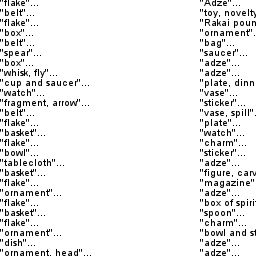 "flake"... "Adze"...
"belt"... "toy, novelty
"flake"... "Rakai poun
"box"... "ornament".
"belt"... "bag"...
"spear"... "saucer"...
"box"... "adze"...
"whisk, fly"... "adze"...
"cup and saucer"... "plate, dinn
"watch"... "vase"...
"fragment, arrow"... "sticker"...
"belt"... "vase, spill".
"flake"... "plate"...
"basket"... "watch"...
"flake"... "charm"...
"bowl"... "sticker"...
"tablecloth"... "adze"...
"basket"... "figure, carv
"flake"... "magazine"
"ornament"... "adze"...
"flake"... "box of spiri
"basket"... "spoon"...
"flake"... "charm"...
"ornament"... "bowl and st
"dish"... "adze"...
"ornament, head"... "adze"...